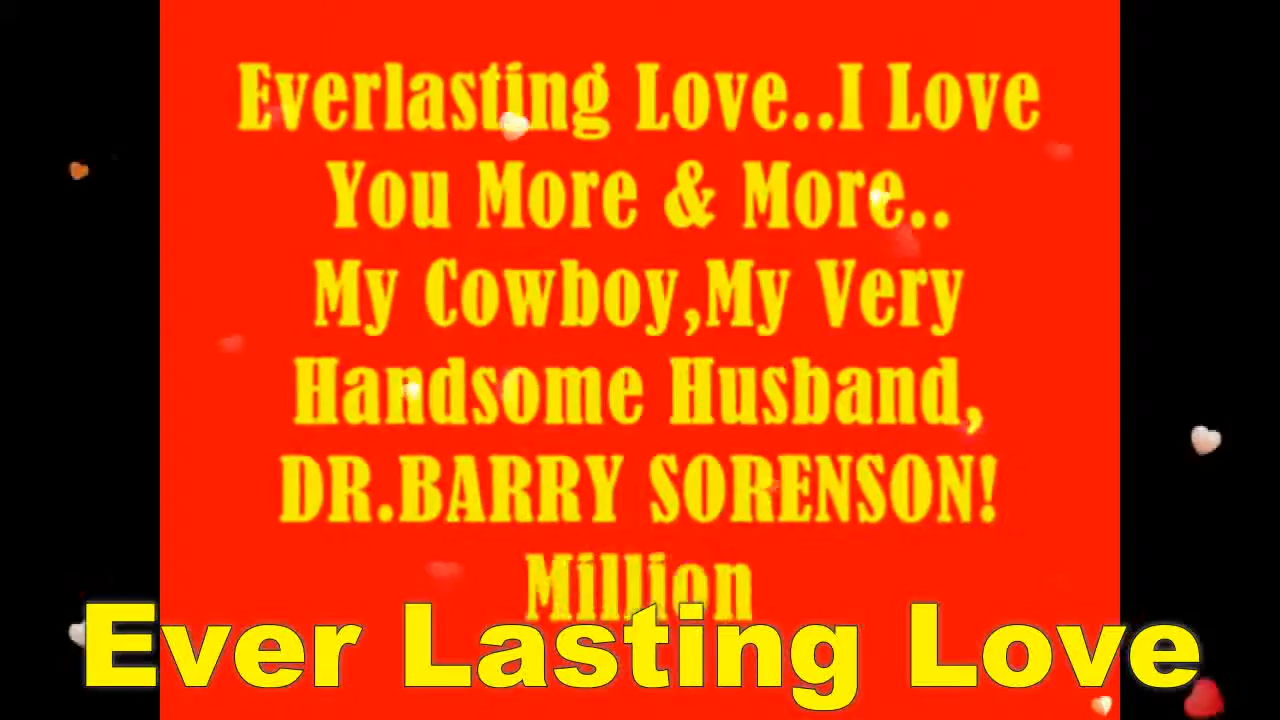 Everlasting Love..I Love
You More & More..
My Cowboy,My Very
Handsome Husband,
DR.BARRY SORENSON!
Million
Ever Lasting Love